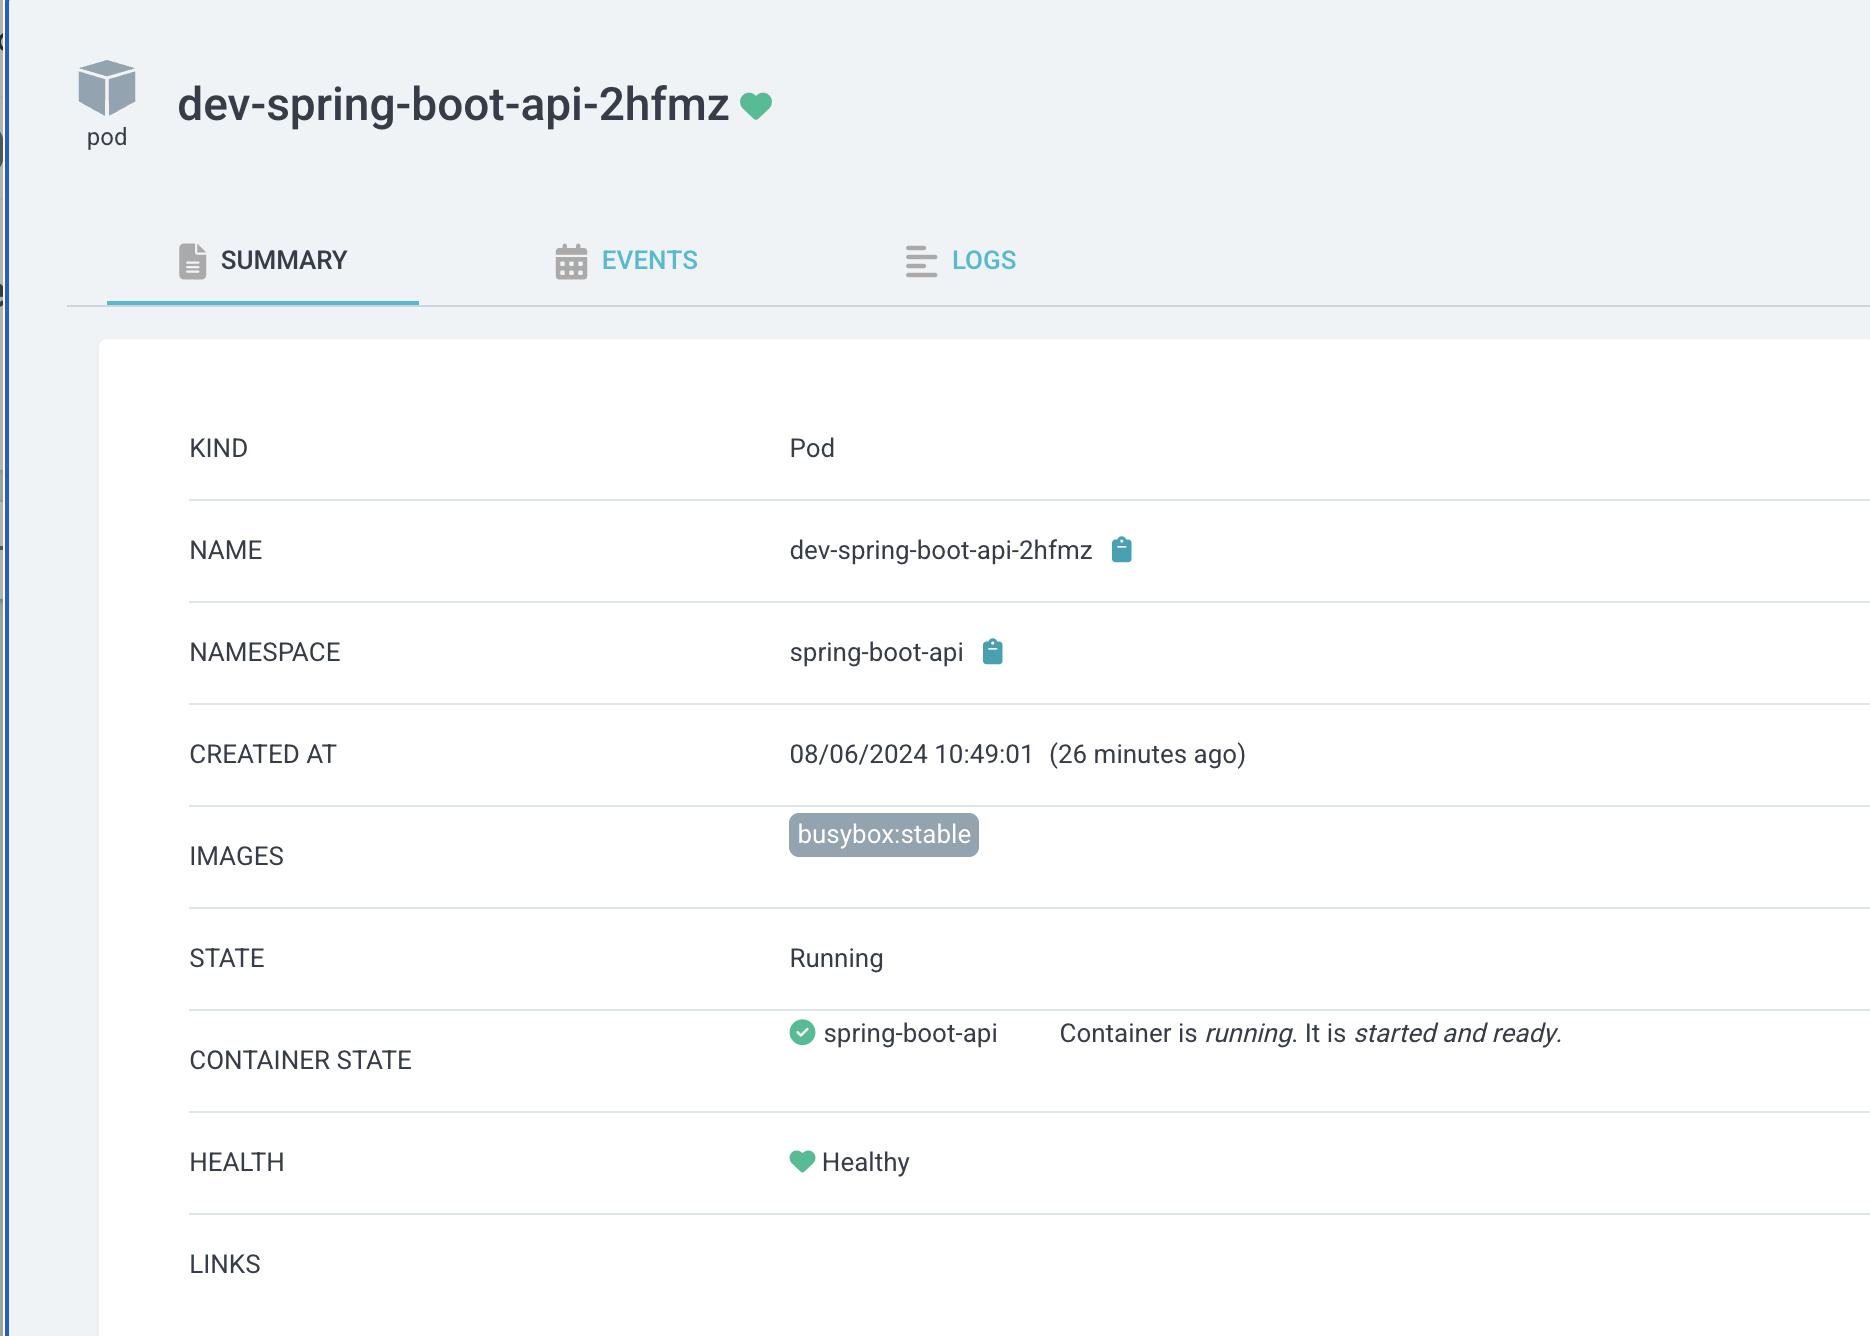 pod
dev-spring-boot-api-2hfmz
SUMMARY
EVENTS
LOGS
KIND Pod
NAME dev-spring-boot-api-2hfmz
NAMESPACE spring-boot-api
CREATED AT 08/06/2024 10:49:01 (26 minutes ago)
IMAGES busybox:stable
STATE Running
CONTAINER STATE spring-boot-api Container is running. It is started and ready.
HEALTH Healthy
LINKS